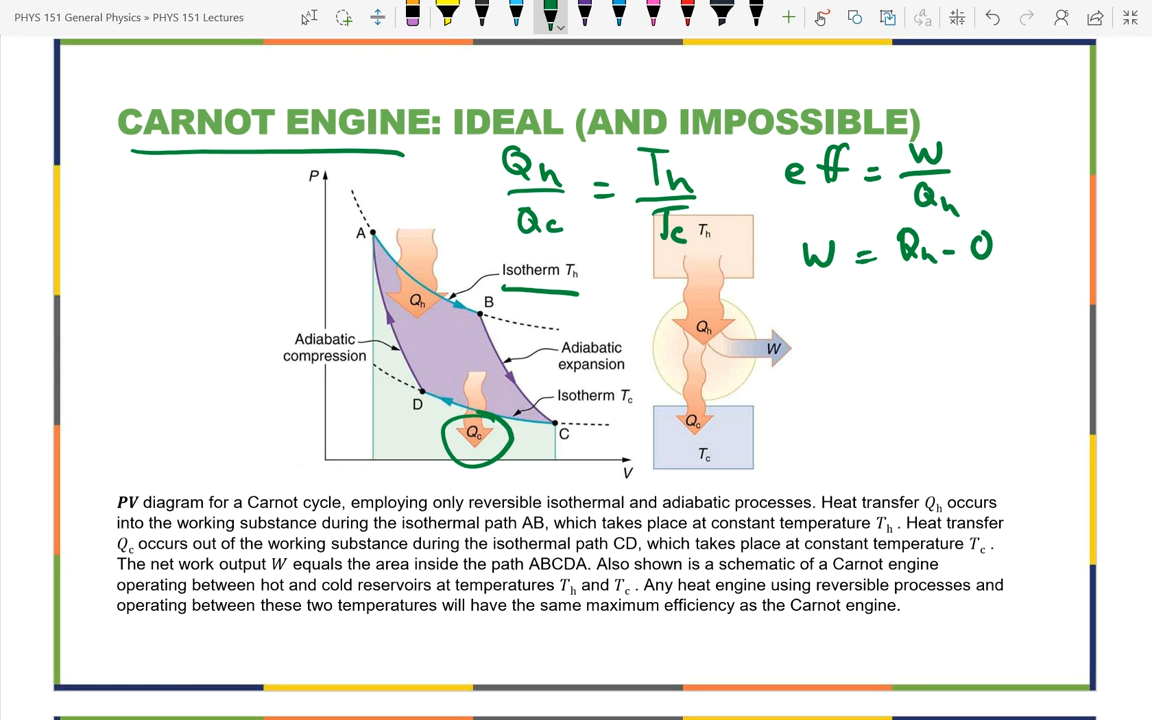 PHYS 151 General Physics » PHYS 151 Lectures
CARNOT ENGINE: IDEAL (AND IMPOSSIBLE)
Qh/Qc = Th/Tc
eff = W/Qh
W = Qh - O
P
A
Isotherm Th
Qh
B
Adiabatic
compression
Adiabatic
expansion
Isotherm Tc
D
Qc
C
V
Th
Qh
W
Qc
Tc
PV diagram for a Carnot cycle, employing only reversible isothermal and adiabatic processes. Heat transfer Qh occurs
into the working substance during the isothermal path AB, which takes place at constant temperature Th . Heat transfer
Qc occurs out of the working substance during the isothermal path CD, which takes place at constant temperature Tc .
The net work output W equals the area inside the path ABCDA. Also shown is a schematic of a Carnot engine
operating between hot and cold reservoirs at temperatures Th and Tc . Any heat engine using reversible processes and
operating between these two temperatures will have the same maximum efficiency as the Carnot engine.